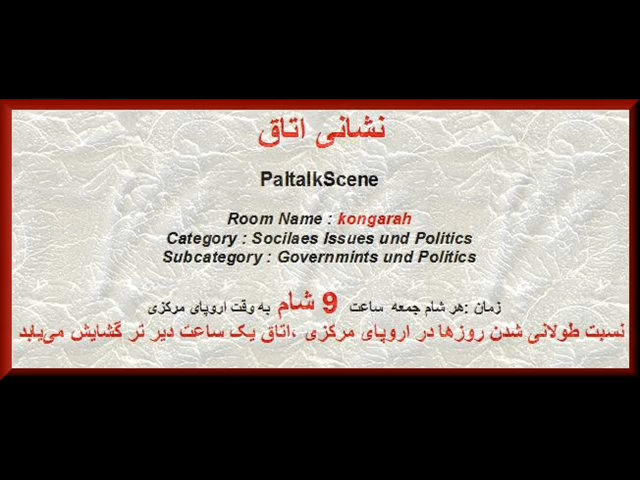 نشانی اتاق
PaltalkScene
Room Name : kongarah
Category : Socilaes Issues und Politics
Subcategory : Governmints und Politics
زمان :هر شام جمعه ساعت 9 شام به وقت اروپای مرکزی
نسبت طولانی شدن روزها در اروپای مرکزی ،اتاق یک ساعت دیر تر گشایش می‌یابد